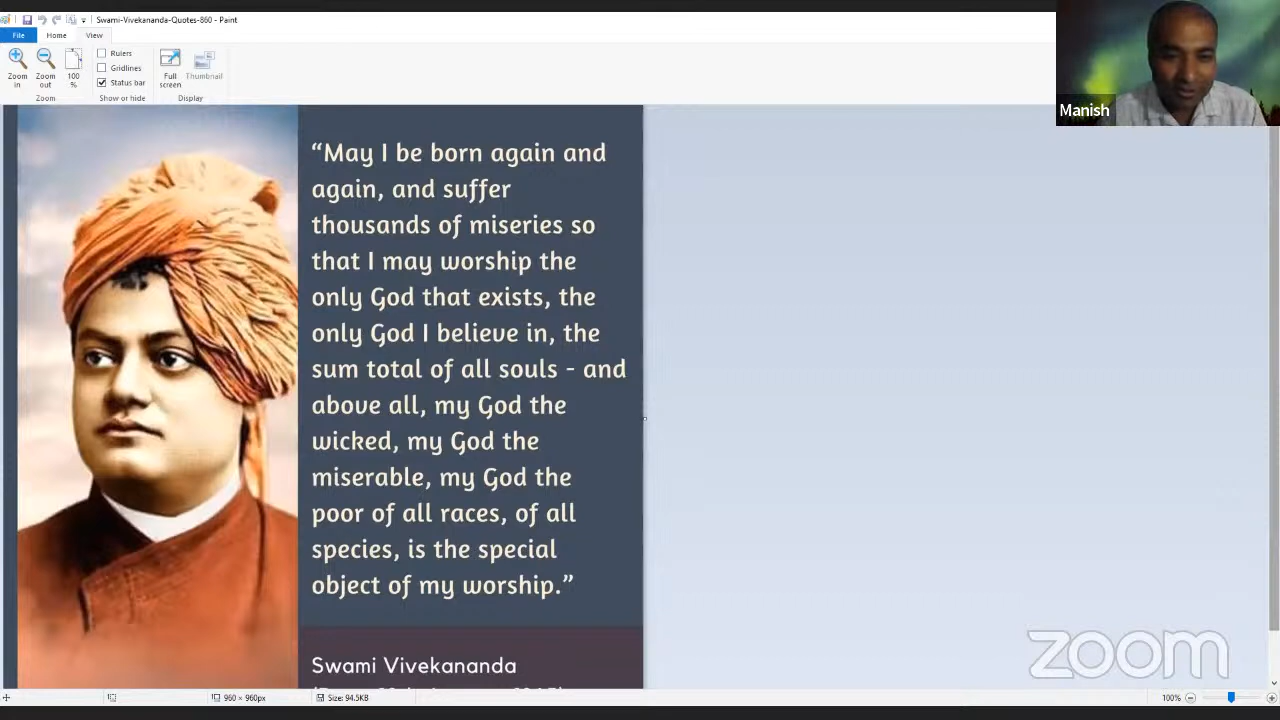 Swami-Vivekananda-Quotes-860 - Paint
File Home View
Zoom in
Zoom out
100 %
Rulers
Gridlines
Status bar
Full screen
Thumbnail
Zoom
Show or hide
Display
Manish
“May I be born again and
again, and suffer
thousands of miseries so
that I may worship the
only God that exists, the
only God I believe in, the
sum total of all souls - and
above all, my God the
wicked, my God the
miserable, my God the
poor of all races, of all
species, is the special
object of my worship.”
Swami Vivekananda
zoom
960 × 960px
Size: 94.5KB
100%